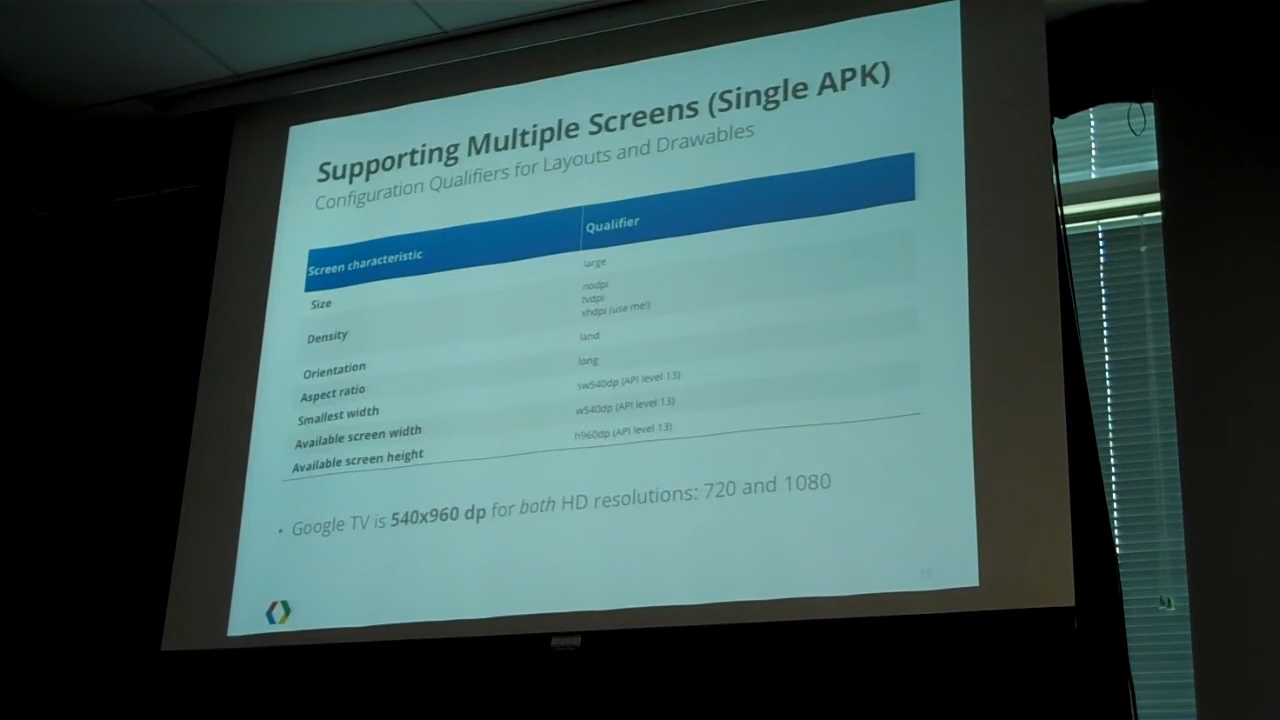 Supporting Multiple Screens (Single APK)
Configuration Qualifiers for Layouts and Drawables
Screen characteristic Qualifier
Size large
Density nodpi
tvdpi
xhdpi (use me!)
Orientation land
Aspect ratio long
Smallest width sw540dp (API level 13)
Available screen width w540dp (API level 13)
Available screen height h960dp (API level 13)
• Google TV is 540x960 dp for both HD resolutions: 720 and 1080